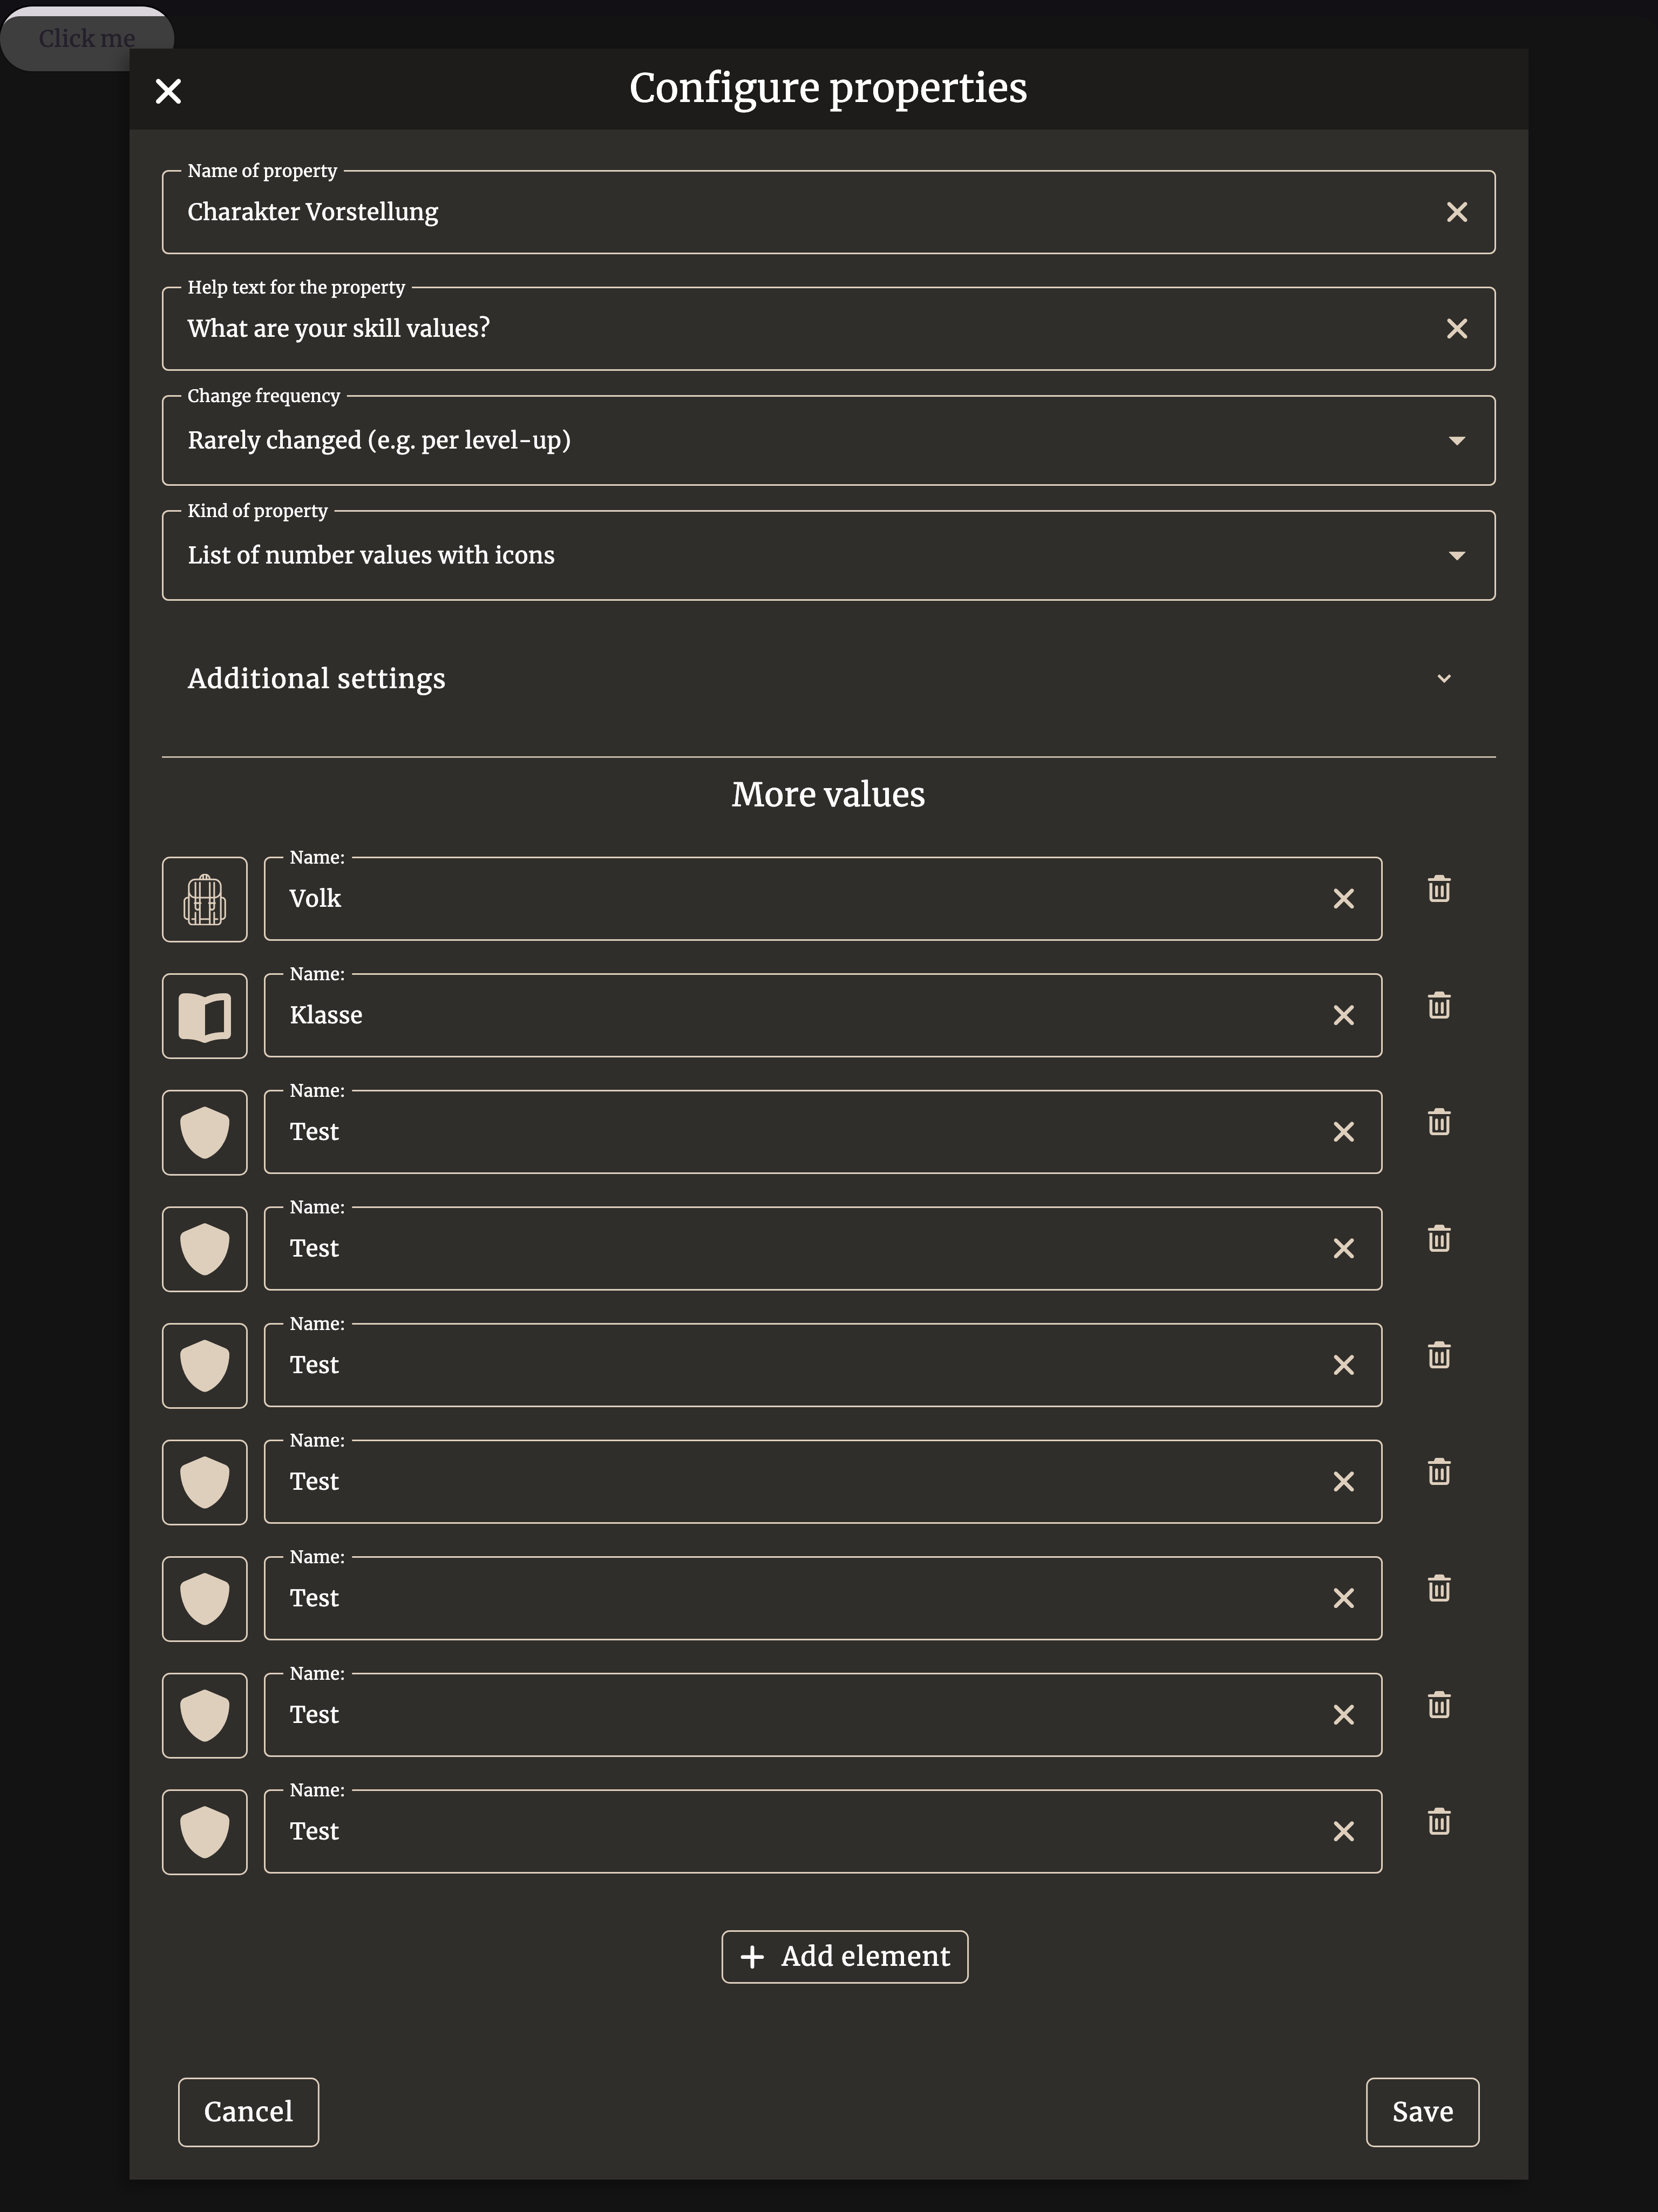 Click me
Configure properties
Name of property
Charakter Vorstellung
Help text for the property
What are your skill values?
Change frequency
Rarely changed (e.g. per level-up)
Kind of property
List of number values with icons
Additional settings
More values
Name:
Volk
Name:
Klasse
Name:
Test
Name:
Test
Name:
Test
Name:
Test
Name:
Test
Name:
Test
Name:
Test
Add element
Cancel
Save